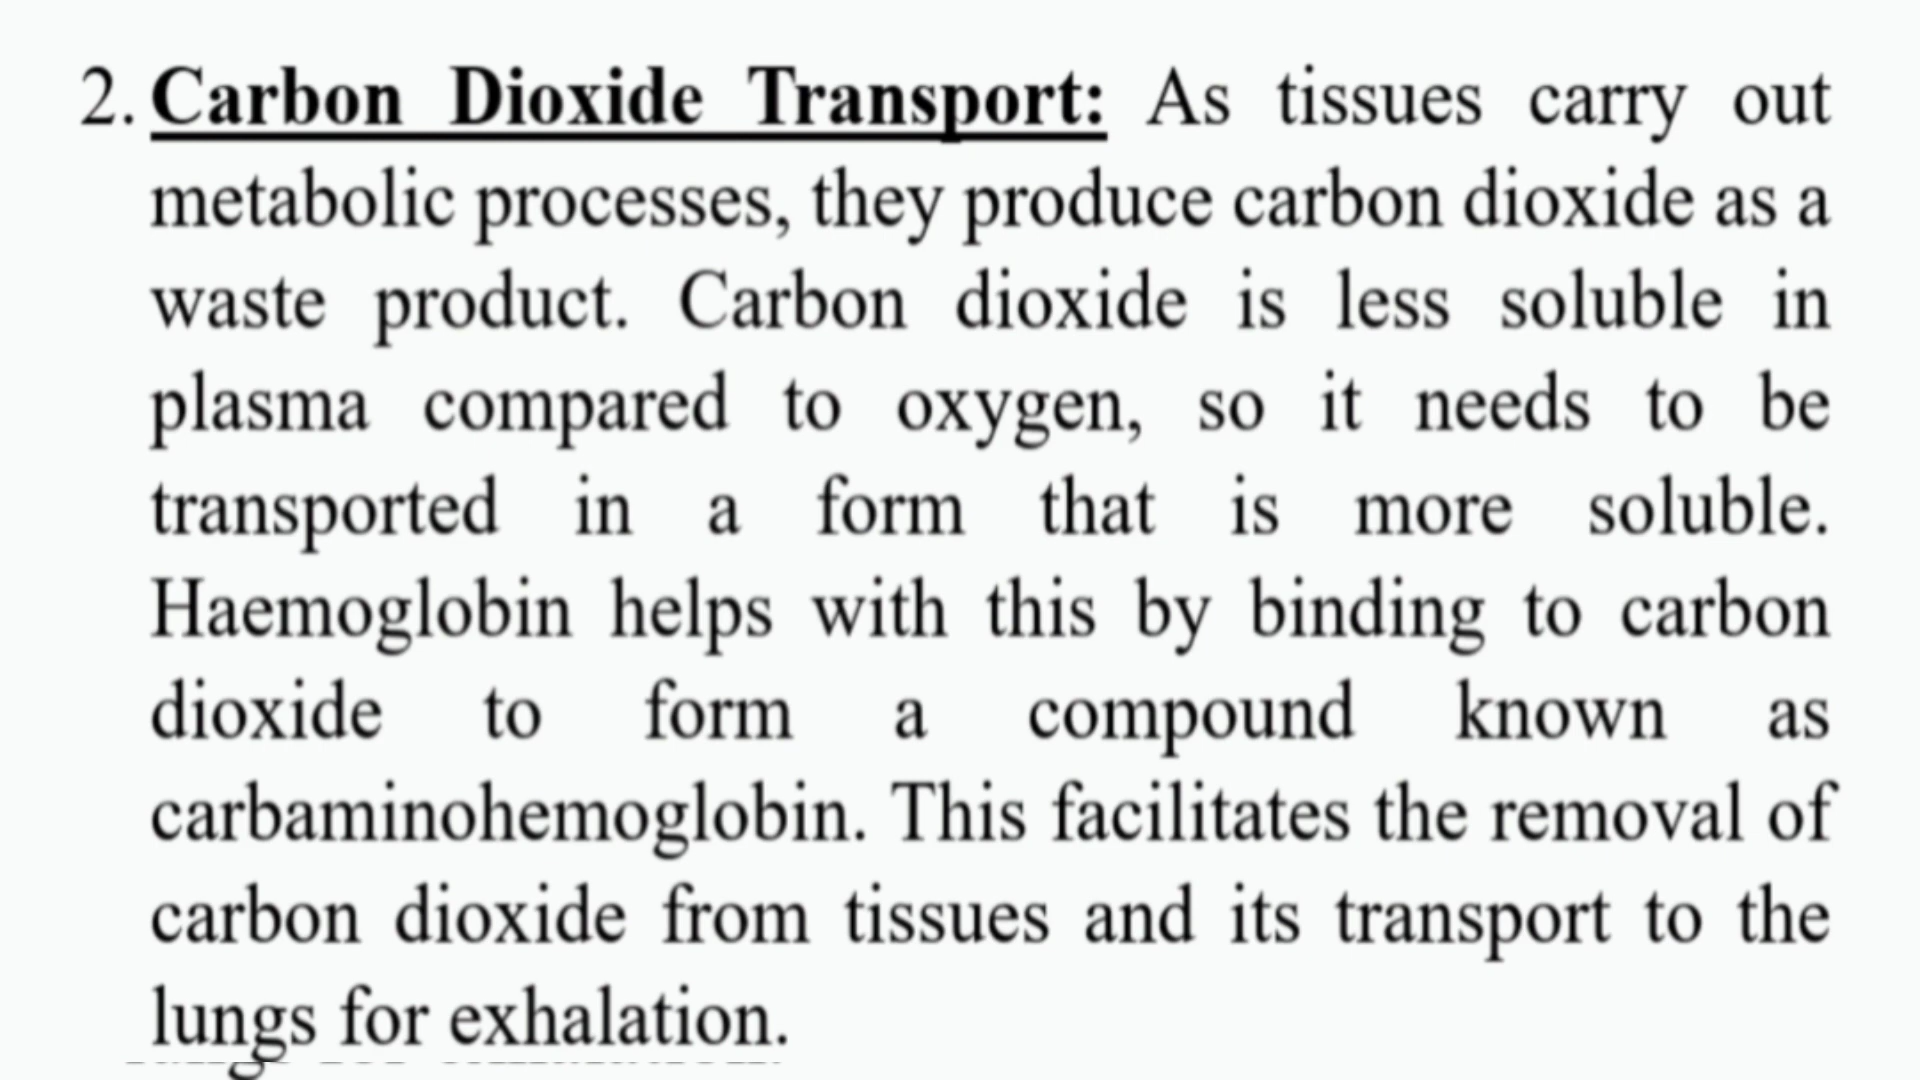 2. Carbon Dioxide Transport: As tissues carry out
metabolic processes, they produce carbon dioxide as a
waste product. Carbon dioxide is less soluble in
plasma compared to oxygen, so it needs to be
transported in a form that is more soluble.
Haemoglobin helps with this by binding to carbon
dioxide to form a compound known as
carbaminohemoglobin. This facilitates the removal of
carbon dioxide from tissues and its transport to the
lungs for exhalation.